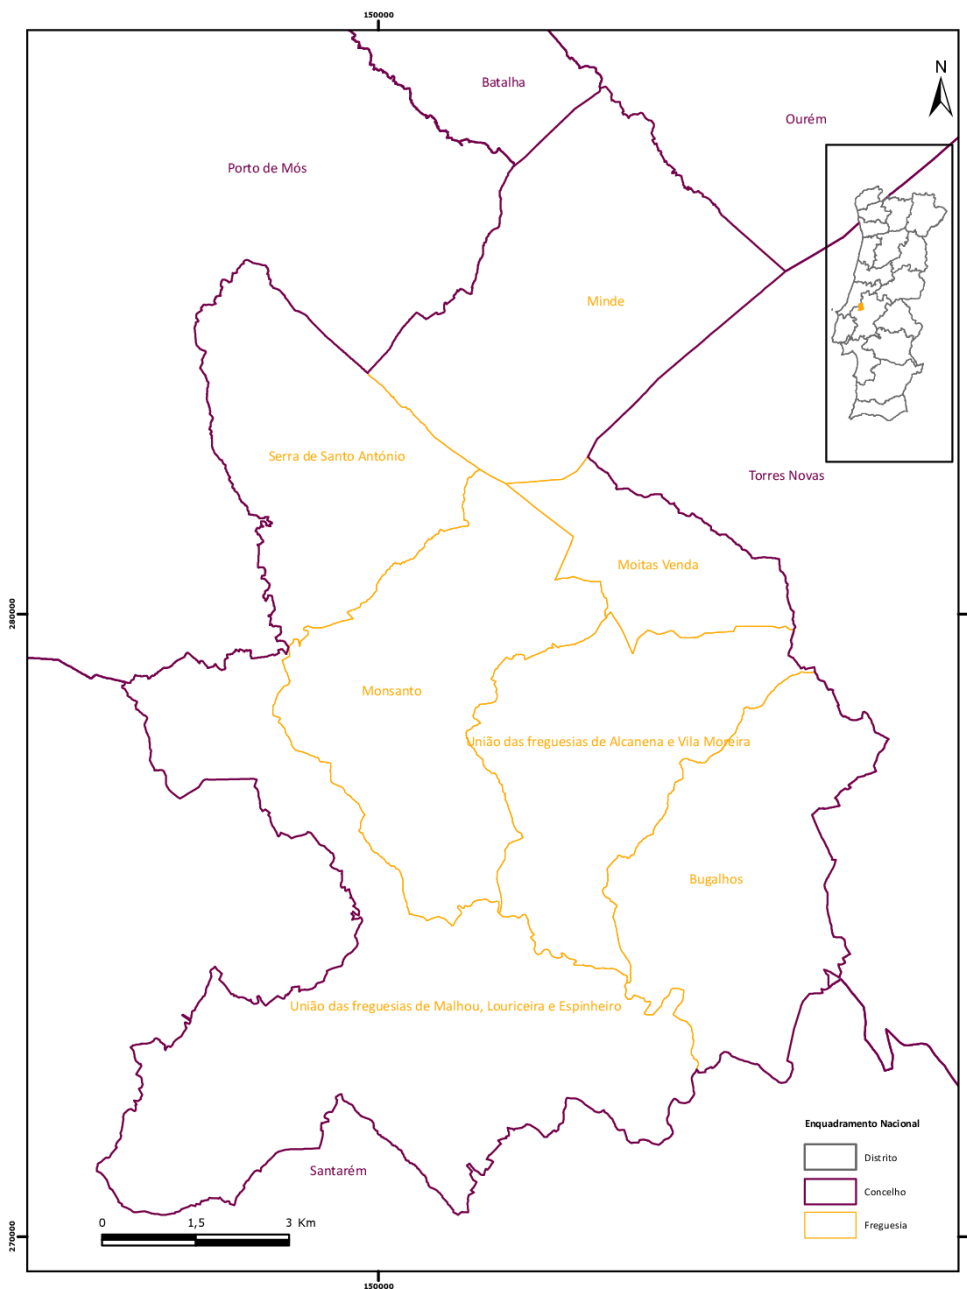 150000
Batalha
N
Ourém
Porto de Mós
Minde
Serra de Santo António
Torres Novas
Moitas Venda
280000
Monsanto
União das freguesias de Alcanena e Vila Moreira
Bugalhos
União das freguesias de Malhou, Louriceira e Espinheiro
Enquadramento Nacional
Distrito
Santarém
Concelho
0 1,5 3 Km
Freguesia
270000
150000